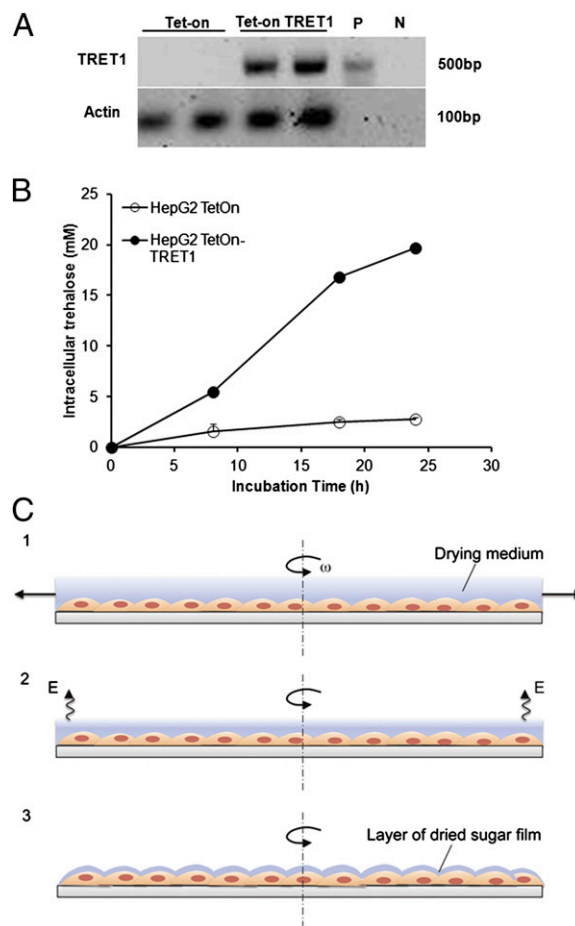 A
Tet-on
Tet-on TRET1
P
N
TRET1
500bp
Actin
100bp
B
25
20
15
10
5
0
Intracellular trehalose (mM)
HepG2 TetOn
HepG2 TetOn-
TRET1
0
5
10
15
20
25
30
Incubation Time (h)
C
1
ω
Drying medium
2
E
E
3
Layer of dried sugar film